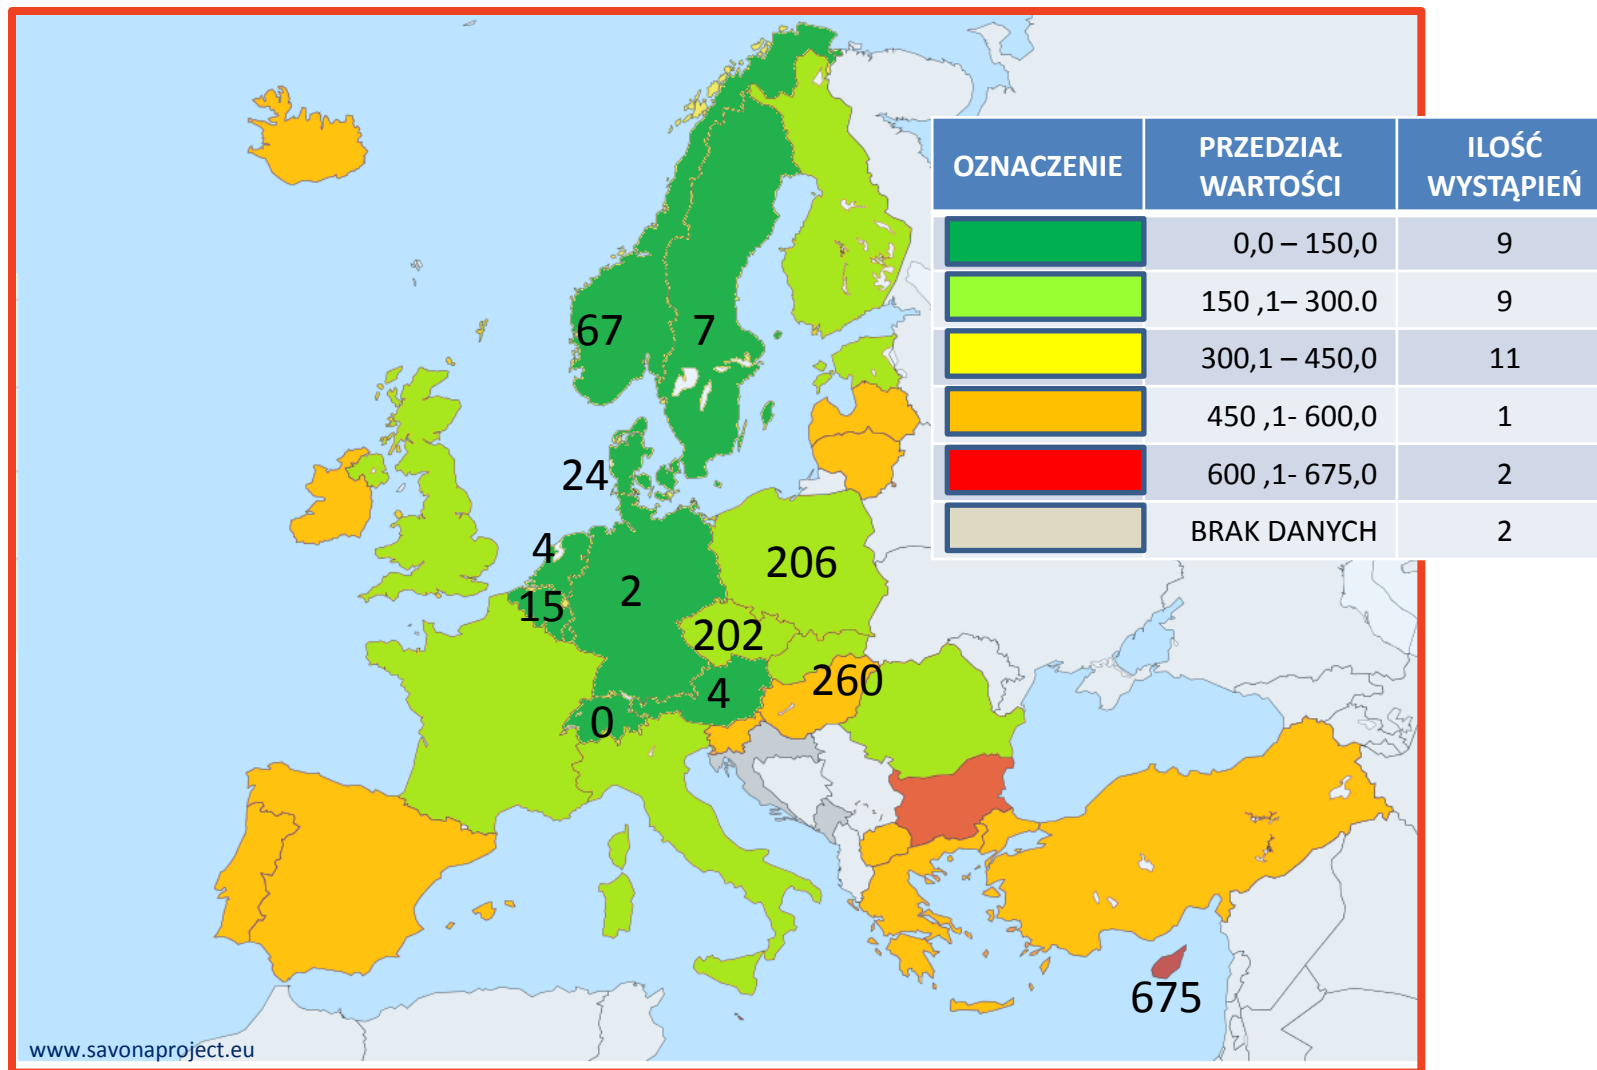 OZNACZENIE
PRZEDZIAŁ
WARTOŚCI
ILOŚĆ
WYSTĄPIEŃ
0,0 – 150,0 9
150 ,1– 300.0 9
300,1 – 450,0 11
450 ,1- 600,0 1
600 ,1- 675,0 2
BRAK DANYCH 2
67 7
24
4
206
2
15
202
260
4
0
675
www.savonaproject.eu